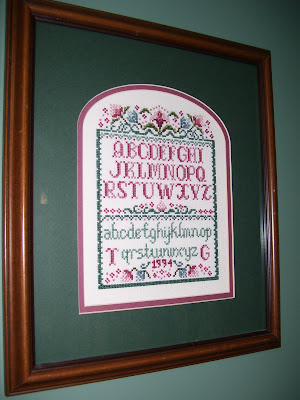 ABCDEFGHI
JKLMNOPQ
RSTUVWXYZ
abcdefghijklmnop
T qrstuvwxyz G
1994